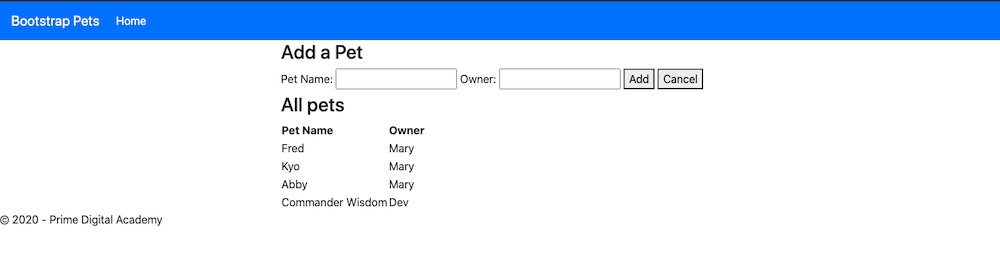 Bootstrap Pets Home
Add a Pet
Pet Name: Owner: Add Cancel
All pets
Pet Name Owner
Fred Mary
Kyo Mary
Abby Mary
Commander Wisdom Dev
© 2020 - Prime Digital Academy